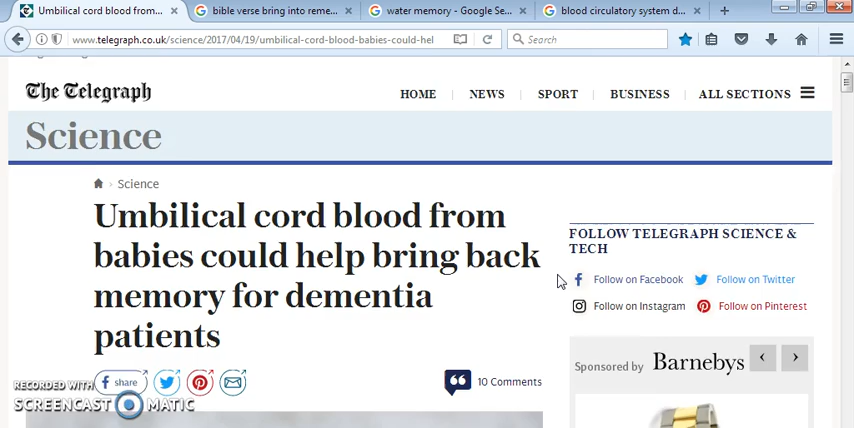 Umbilical cord blood from...
bible verse bring into reme...
water memory - Google Se...
blood circulatory system d...
www.telegraph.co.uk/science/2017/04/19/umbilical-cord-blood-babies-could-hel
Search
The Telegraph
HOME
NEWS
SPORT
BUSINESS
ALL SECTIONS
Science
Science
Umbilical cord blood from
babies could help bring back
memory for dementia
patients
share
10 Comments
FOLLOW TELEGRAPH SCIENCE &
TECH
Follow on Facebook
Follow on Twitter
Follow on Instagram
Follow on Pinterest
Sponsored by Barnebys
RECORDED WITH
SCREENCAST MATIC